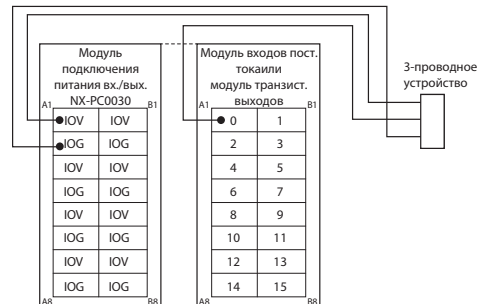 Модуль
подключения
питания вх./вых.
NX-PC0030
A1 B1
IOV IOV
IOG IOG
IOV IOV
IOG IOG
IOV IOV
IOG IOG
IOV IOV
IOG IOG
A8 B8
Модуль входов пост.
токаили
модуль транзист.
выходов
A1 B1
0 1
2 3
4 5
6 7
8 9
10 11
12 13
14 15
A8 B8
3-проводное
устройство